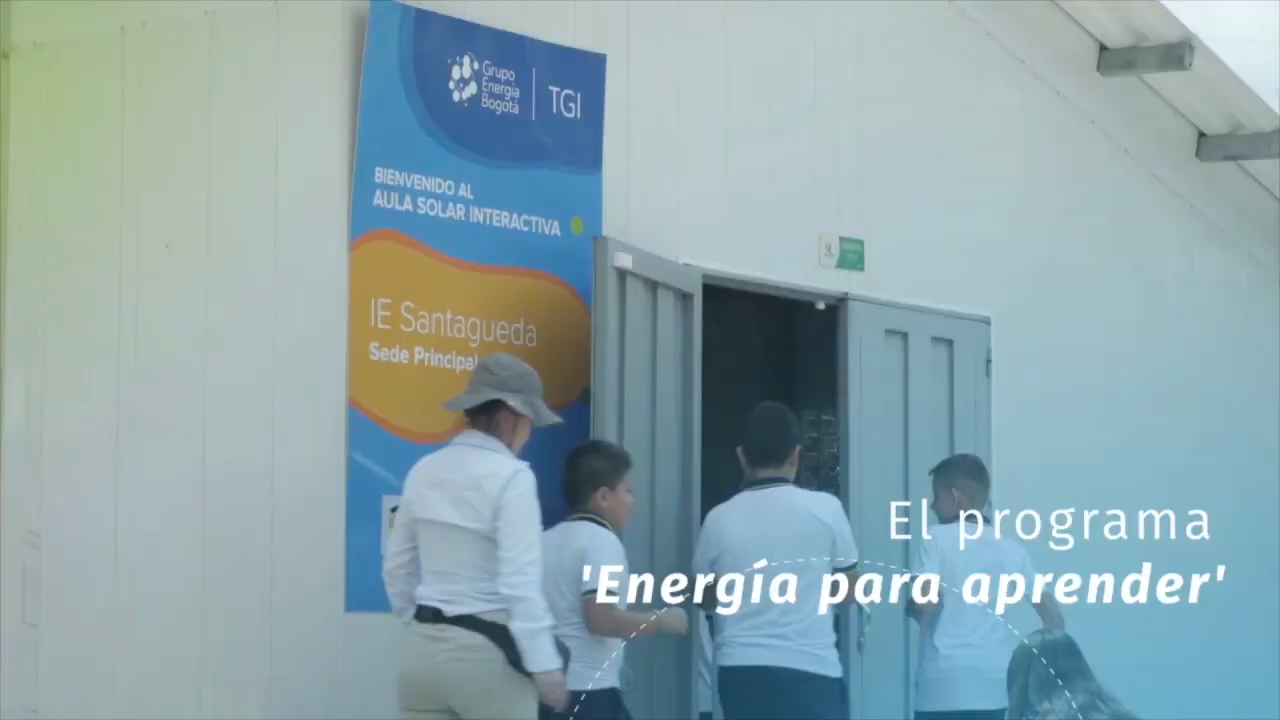 Grupo
Energía
Bogotá
TGI
BIENVENIDO AL
AULA SOLAR INTERACTIVA
IE Santagueda
Sede Principal
El programa
'Energía para aprender'